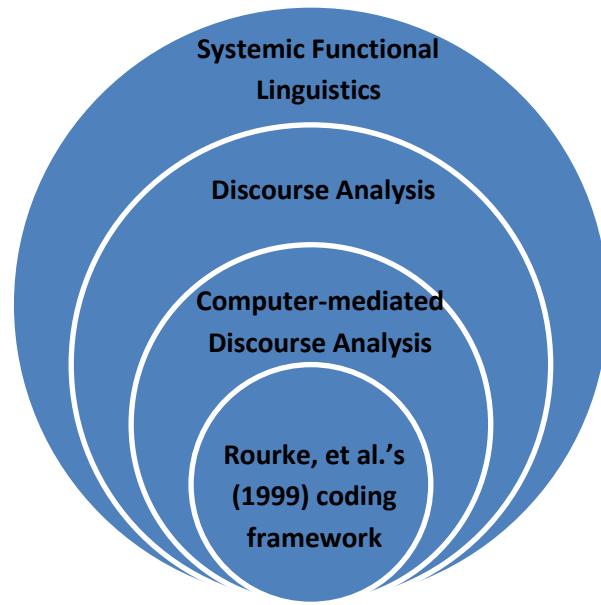 Systemic Functional
Linguistics
Discourse Analysis
Computer-mediated
Discourse Analysis
Rourke, et al.’s
(1999) coding
framework